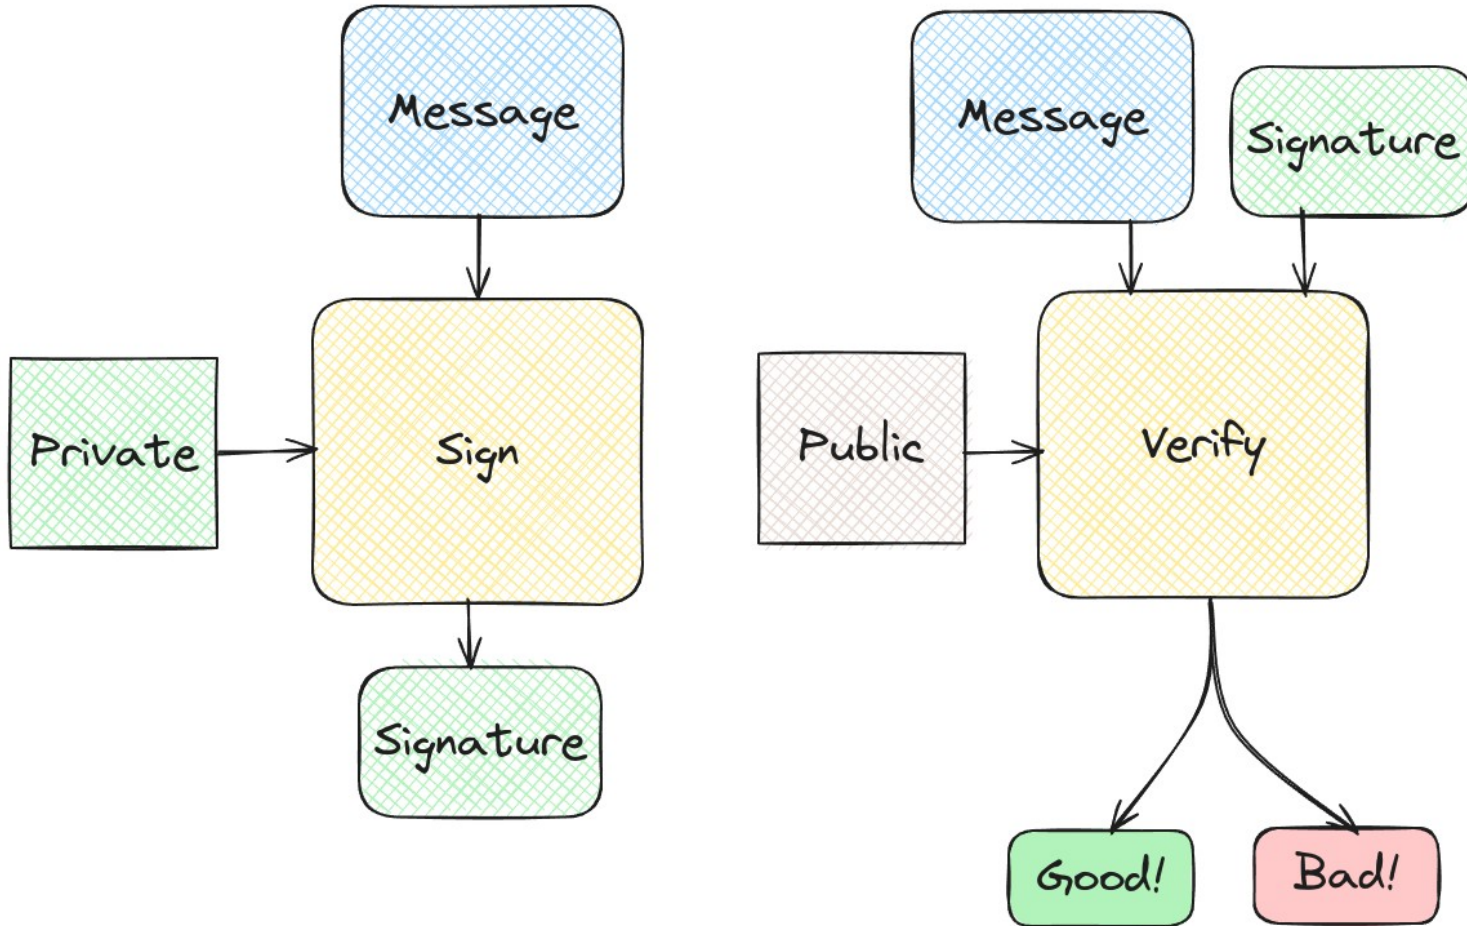 Message
Private
Sign
Signature
Message
Signature
Public
Verify
Good!
Bad!